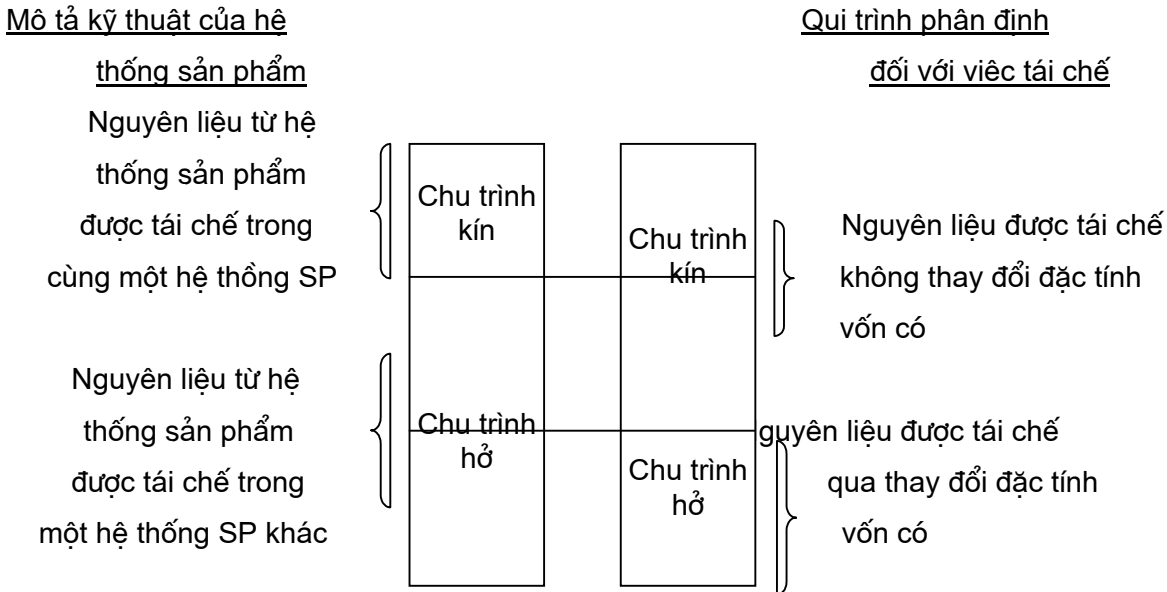 Mô tả kỹ thuật của hệ
thống sản phẩm
Nguyên liệu từ hệ
thống sản phẩm
được tái chế trong
cùng một hệ thồng SP
Nguyên liệu từ hệ
thống sản phẩm
được tái chế trong
một hệ thống SP khác
Chu trình
kín
Chu trình
hở
Chu trình
kín
Chu trình
hở
Qui trình phân định
đối với viêc tái chế
Nguyên liệu được tái chế
không thay đổi đặc tính
vốn có
guyên liệu được tái chế
qua thay đổi đặc tính
vốn có